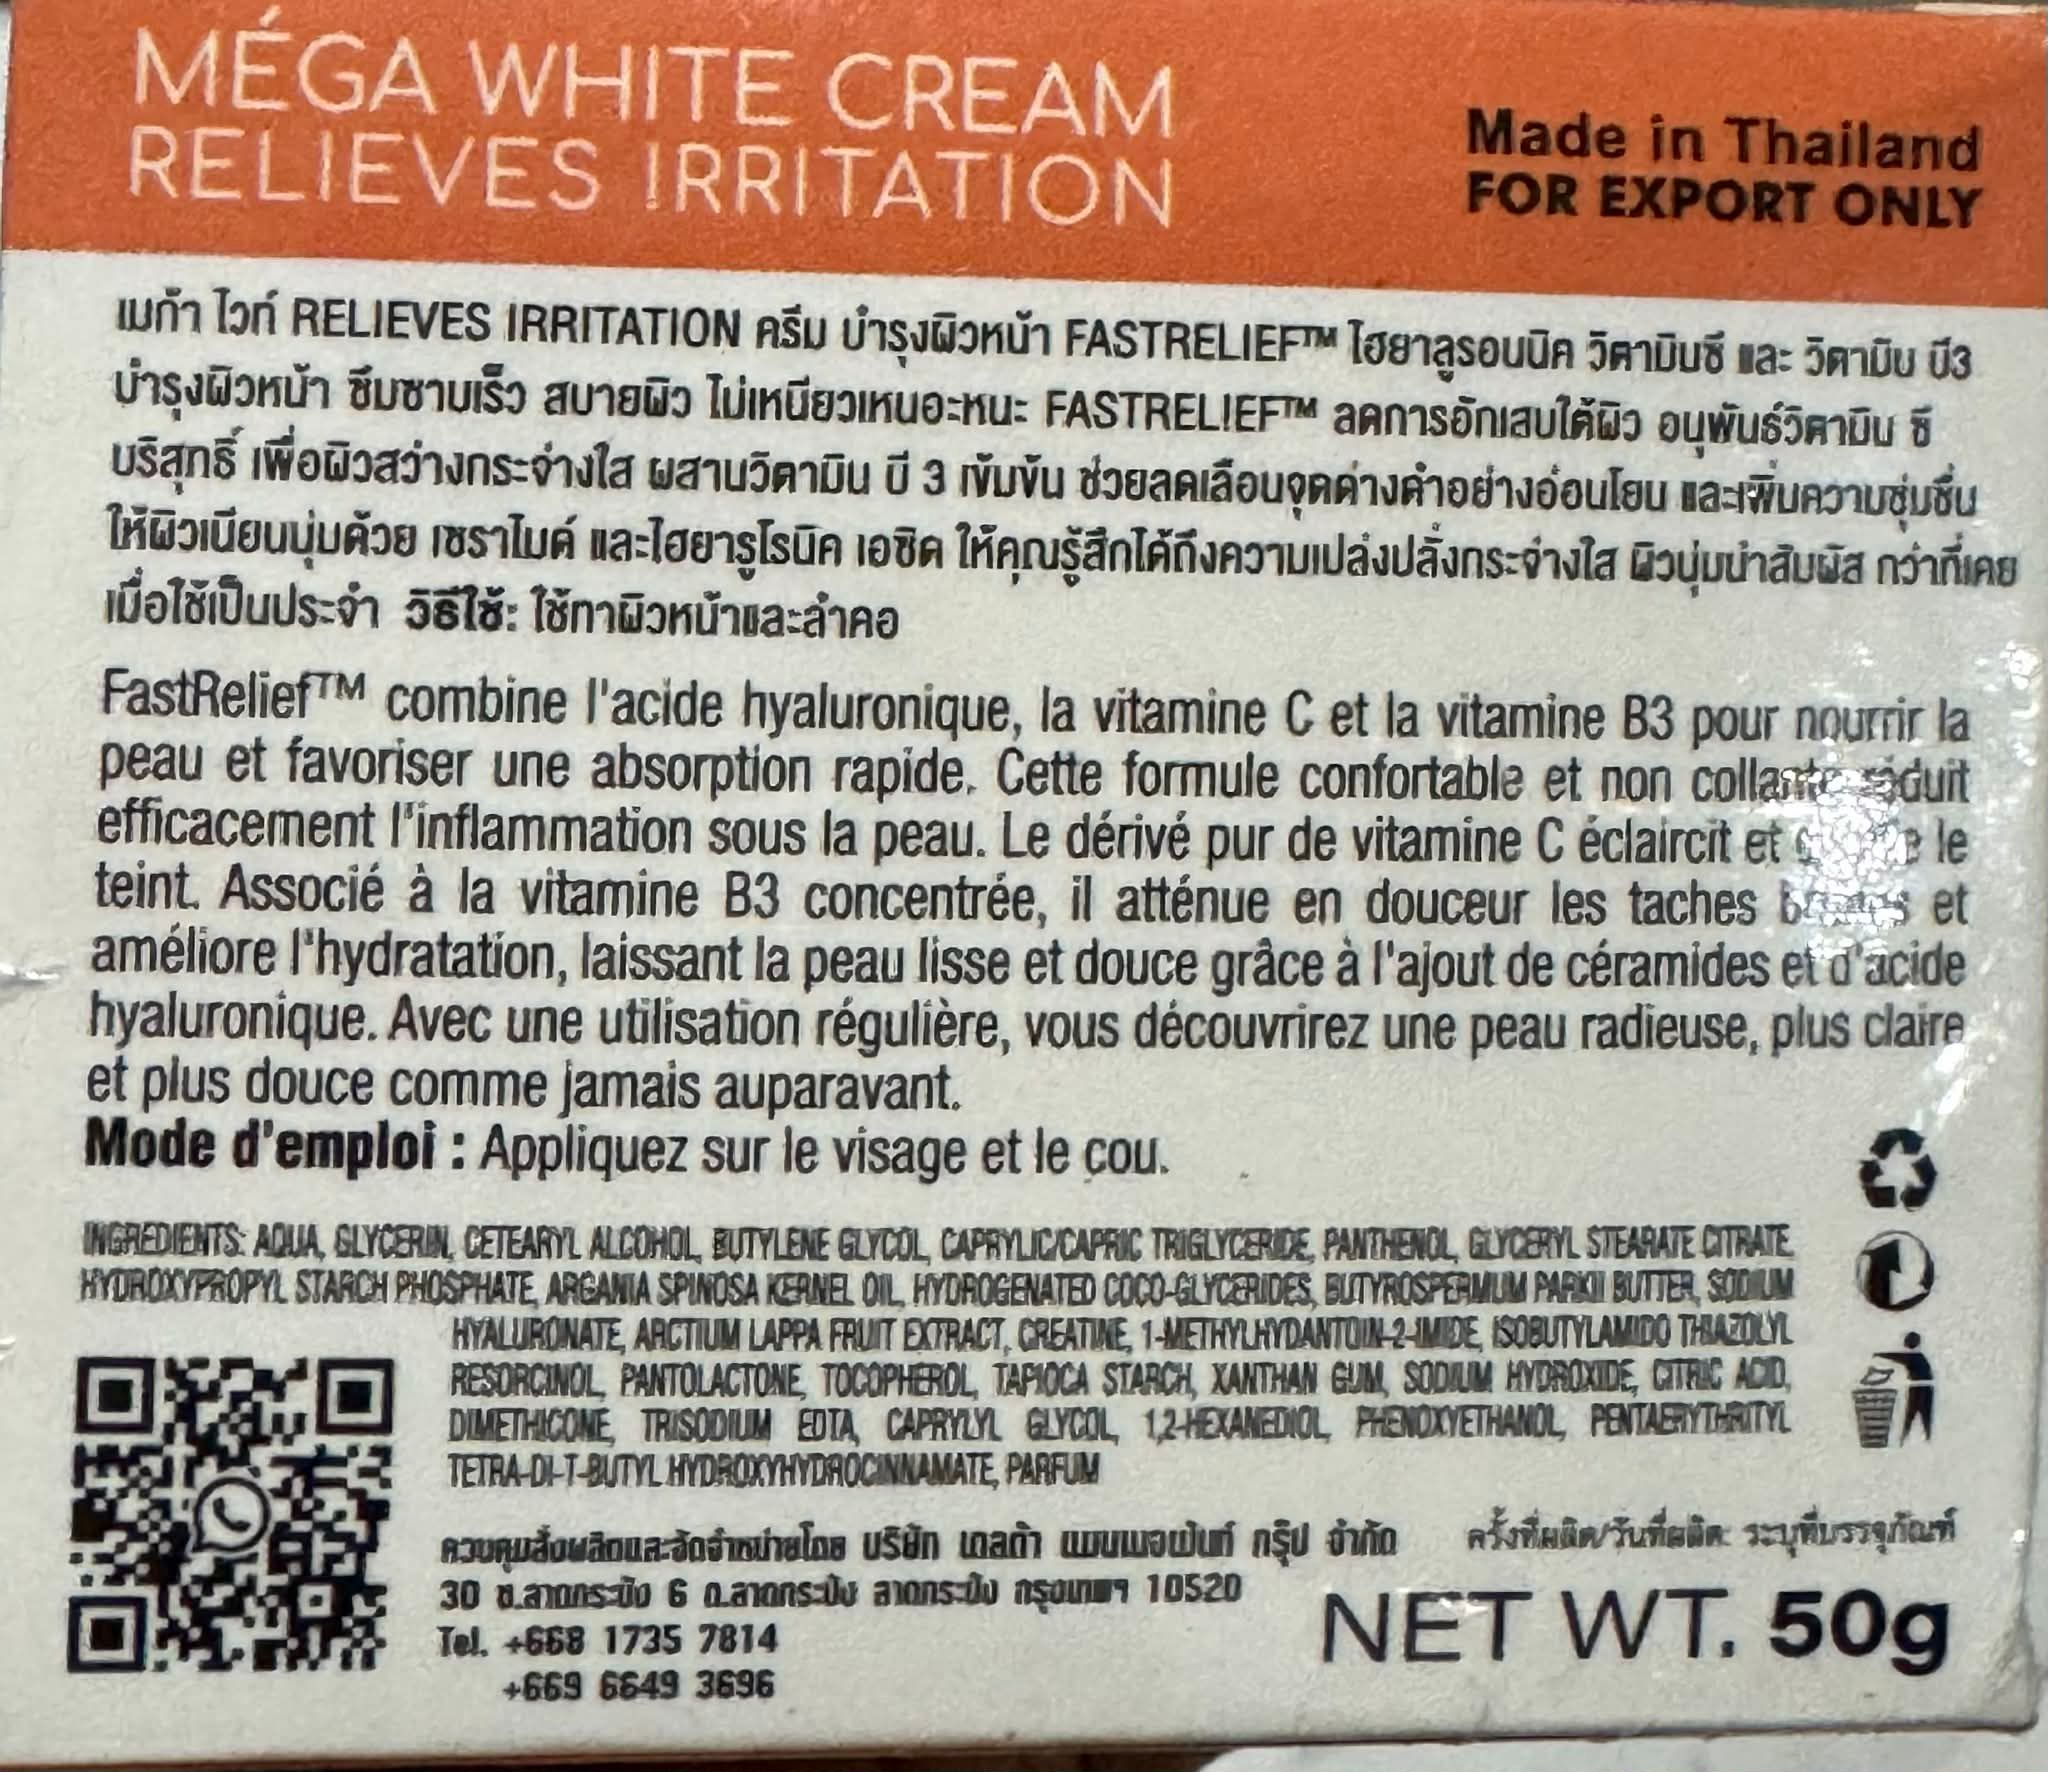 MÉGA WHITE CREAM
RELIEVES IRRITATION
Made in Thailand
FOR EXPORT ONLY
เมก้า ไวท์ RELIEVES IRRITATION ครีม บำรุงผิวหน้า FASTRELIEF™ ไฮยาลูรอนนิค วิตามินซี และ วิตามิน บี3
บำรุงผิวหน้า ซึมซาบเร็ว สบายผิว ไม่เหนียวเหนอะหนะ FASTRELIEF™ ลดการอักเสบใต้ผิว อนุพันธ์วิตามิน ซี
บริสุทธิ์ เพื่อผิวสว่างกระจ่างใส ผสานวิตามิน บี 3 เข้มข้น ช่วยลดเลือนจุดด่างดำอย่างอ่อนโยน และเพิ่มความชุ่มชื่น
ให้ผิวเนียนนุ่มด้วย เซราไมด์ และไฮยารูโรนิค เอซิด ให้คุณรู้สึกได้ถึงความเปล่งปลั่งกระจ่างใส ผิวนุ่มน่าสัมผัส กว่าที่เคย
เมื่อใช้เป็นประจำ วิธีใช้: ใช้ทาผิวหน้าและลำคอ
FastRelief™ combine l'acide hyaluronique, la vitamine C et la vitamine B3 pour nourrir la
peau et favoriser une absorption rapide. Cette formule confortable et non collante réduit
efficacement l'inflammation sous la peau. Le dérivé pur de vitamine C éclaircit et le
teint. Associé à la vitamine B3 concentrée, il atténue en douceur les taches et
améliore l'hydratation, laissant la peau lisse et douce grâce à l'ajout de céramides et d'acide
hyaluronique. Avec une utilisation régulière, vous découvrirez une peau radieuse, plus claire
et plus douce comme jamais auparavant.
Mode d'emploi : Appliquez sur le visage et le cou.
INGREDIENTS: AQUA, GLYCERIN, CETEARYL ALCOHOL, BUTYLENE GLYCOL, CAPRYLIC/CAPRIC TRIGLYCERIDE, PANTHENOL, GLYCERYL STEARATE CITRATE,
HYDROXYPROPYL STARCH PHOSPHATE, ARGANIA SPINOSA KERNEL OIL, HYDROGENATED COCO-GLYCERIDES, BUTYROSPERMUM PARKII BUTTER, SODIUM
HYALURONATE, ARCTIUM LAPPA FRUIT EXTRACT, CREATINE, 1-METHYLHYDANTOIN-2-IMIDE, ISOBUTYLAMIDO THIAZOLYL
RESORCINOL, PANTOLACTONE, TOCOPHEROL, TAPIOCA STARCH, XANTHAN GUM, SODIUM HYDROXIDE, CITRIC ACID,
DIMETHICONE, TRISODIUM EDTA, CAPRYLYL GLYCOL, 1,2-HEXANEDIOL, PHENOXYETHANOL, PENTAERYTHRITYL
TETRA-DI-T-BUTYL HYDROXYHYDROCINNAMATE, PARFUM
ควบคุมสั่งผลิตและจัดจำหน่ายโดย บริษัท เดลต้า แมนเมจเม้นท์ กรุ๊ป จำกัด
ครั้งที่ผลิต/วันที่ผลิต: ระบุที่บรรจุภัณฑ์
30 ซ.ลาดกระบัง 6 ถ.ลาดกระบัง ลาดกระบัง กรุงเทพฯ 10520
Tel. +668 1735 7814
+669 6649 3696
NET WT. 50g